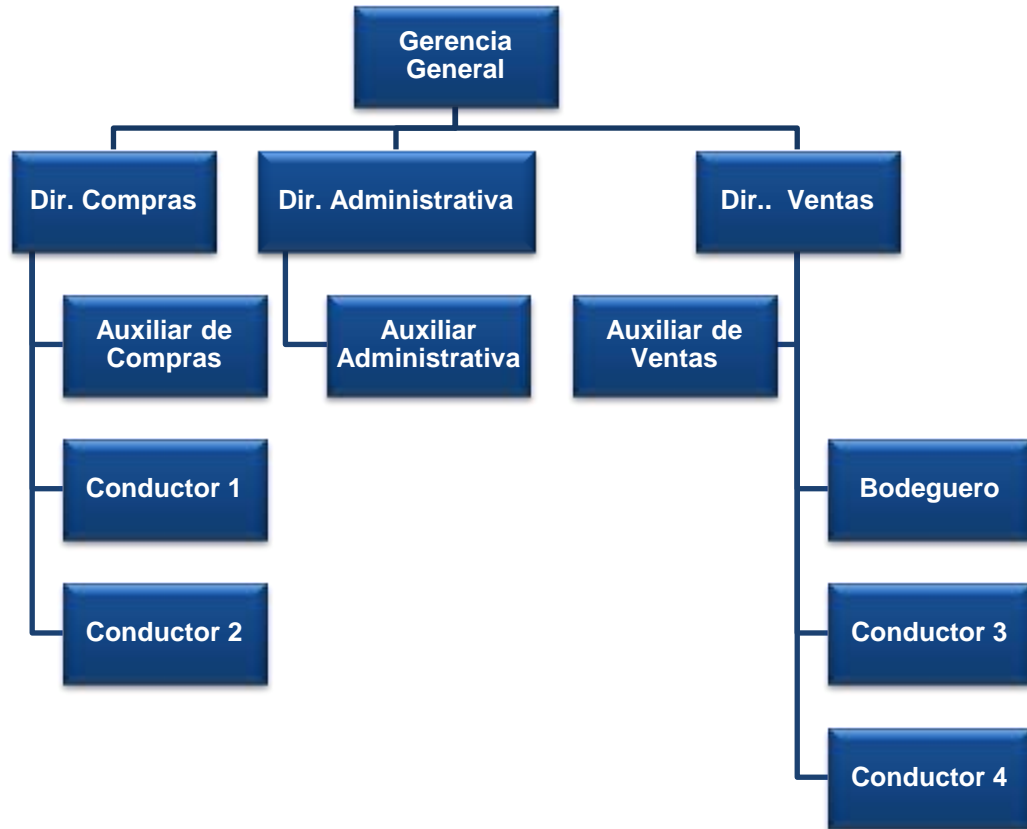 Gerencia
General
Dir. Compras
Dir. Administrativa
Dir.. Ventas
Auxiliar de
Compras
Auxiliar
Administrativa
Auxiliar de
Ventas
Conductor 1
Bodeguero
Conductor 2
Conductor 3
Conductor 4